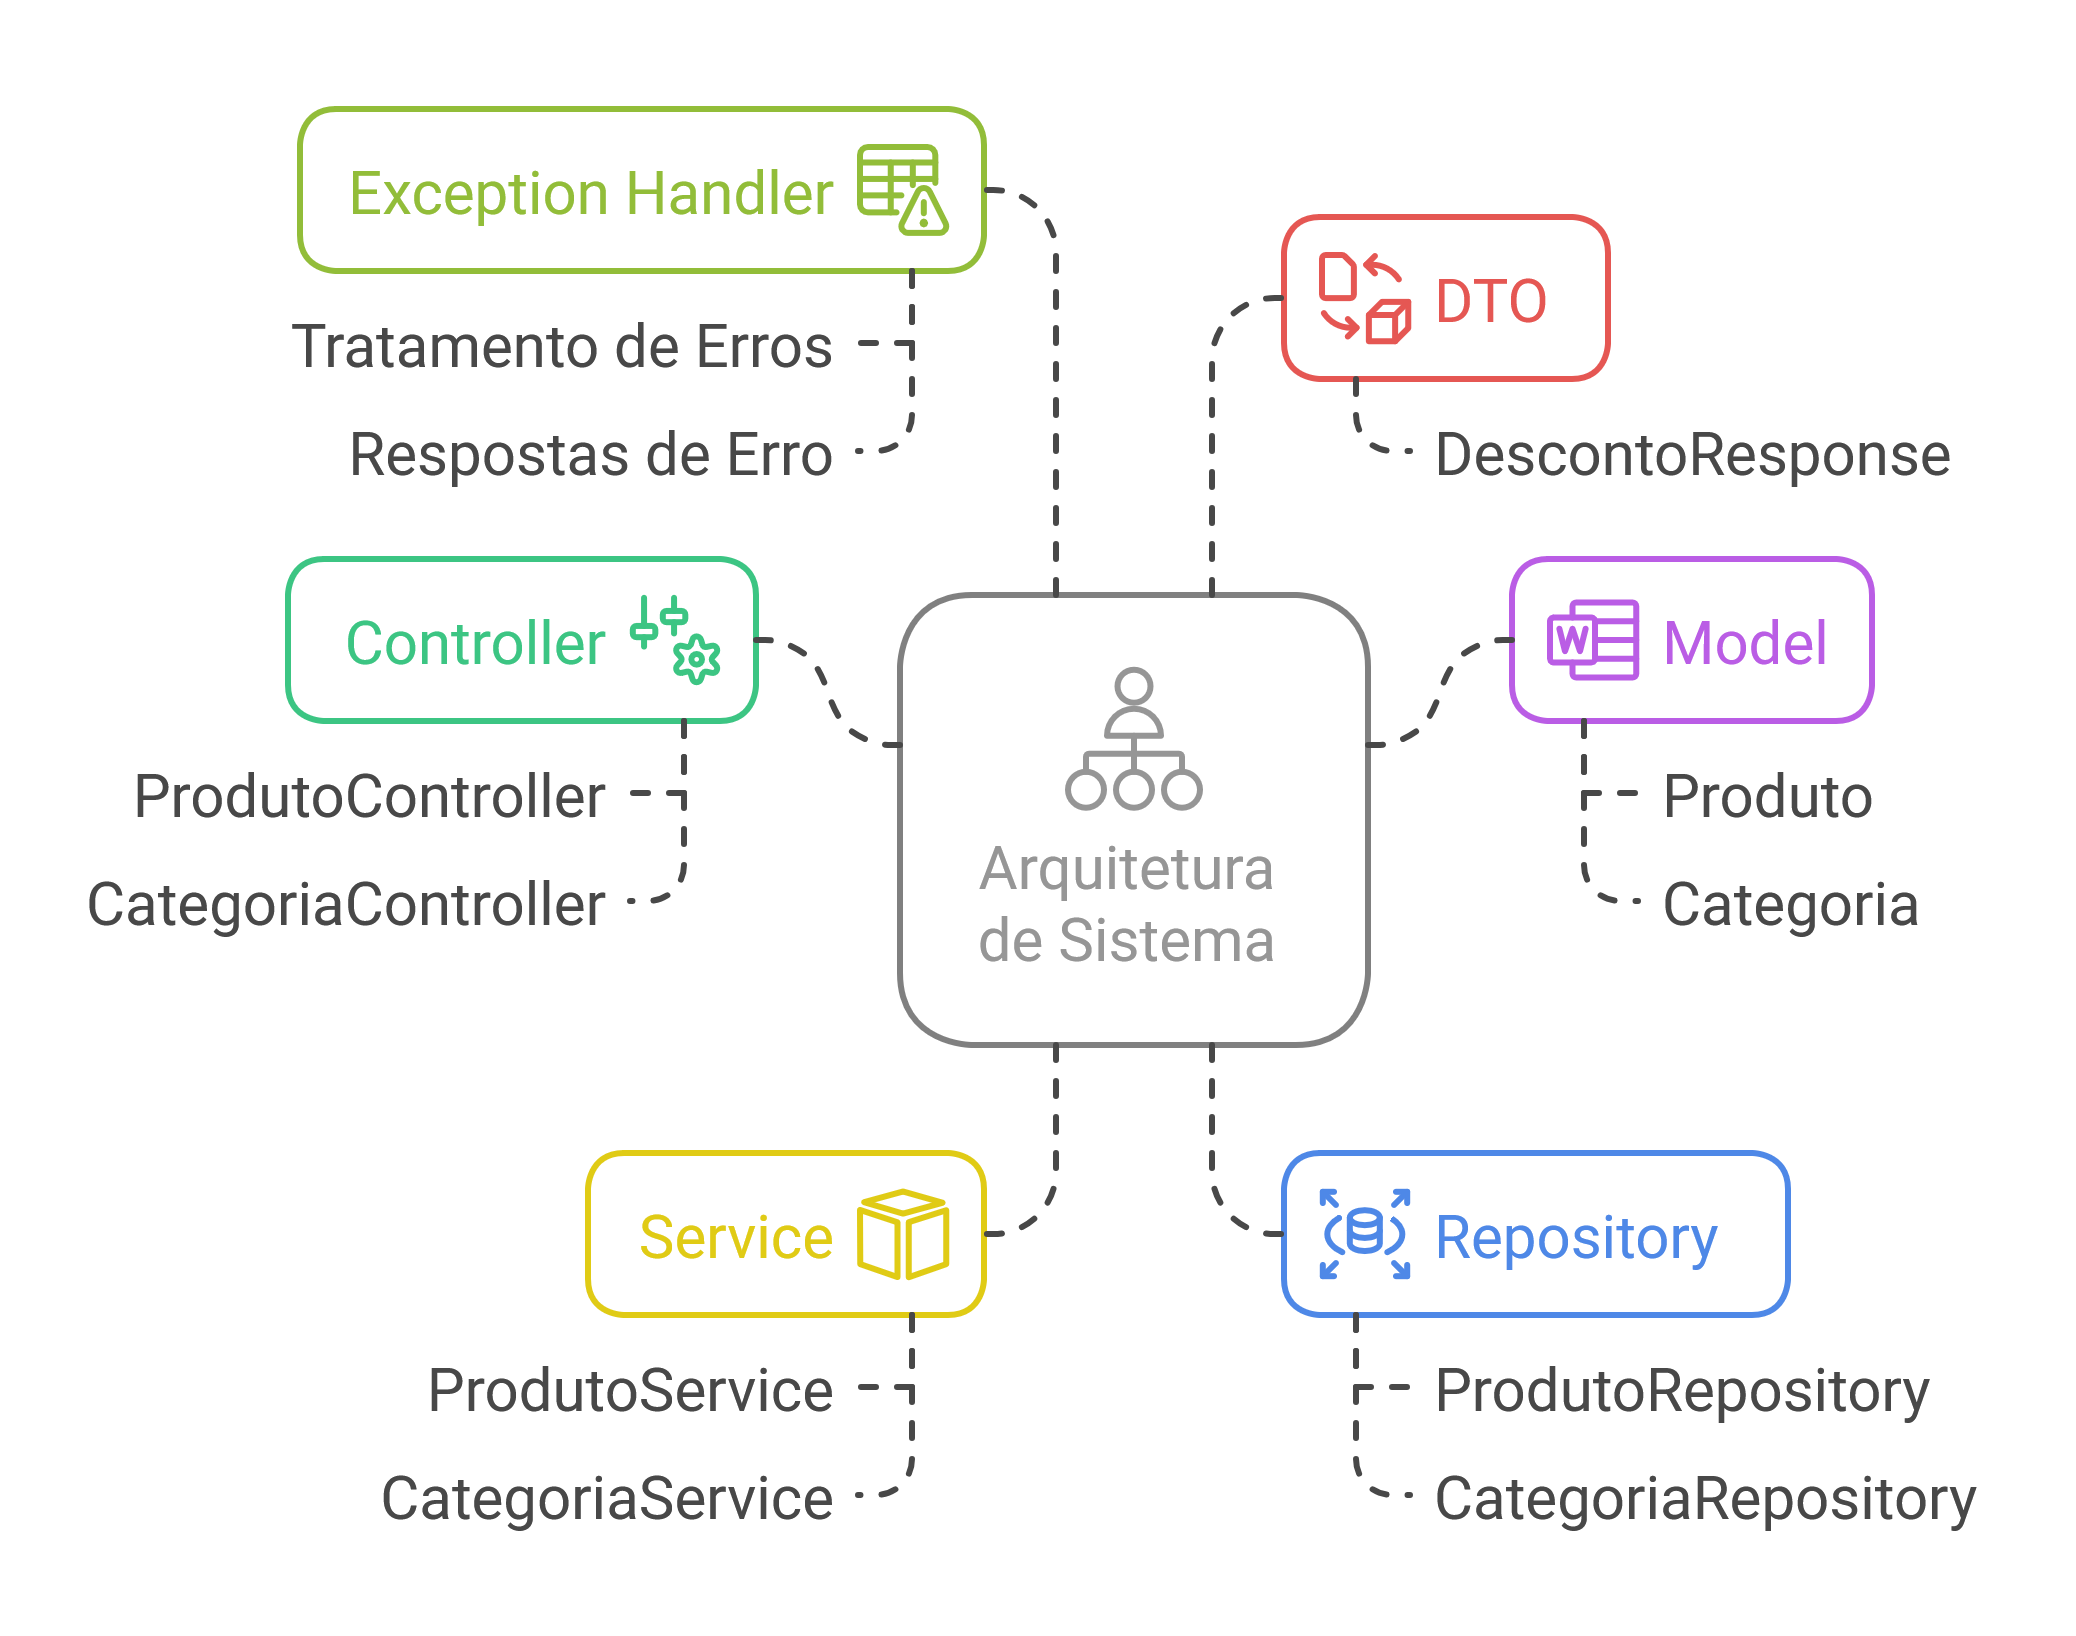 Exception Handler
Tratamento de Erros
Respostas de Erro
DTO
DescontoResponse
Controller
ProdutoController
CategoriaController
Arquitetura
de Sistema
W Model
Produto
Categoria
Service
ProdutoService
CategoriaService
Repository
ProdutoRepository
CategoriaRepository